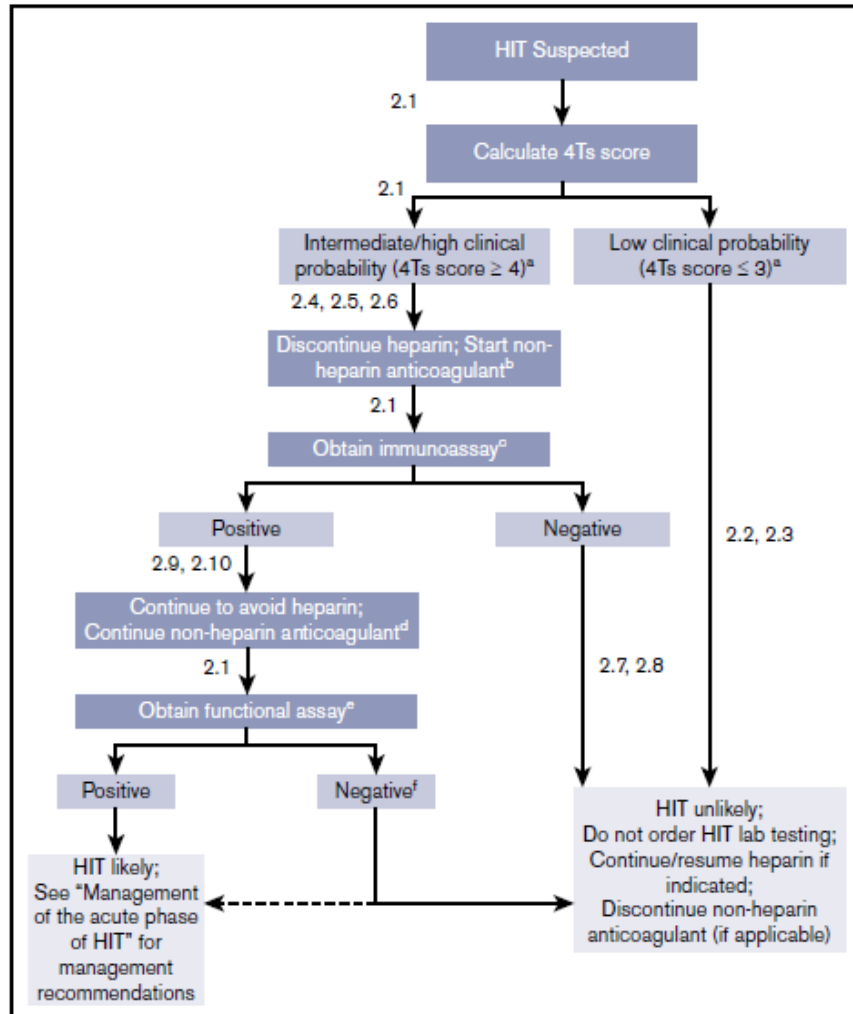 HIT Suspected
2.1
Calculate 4Ts score
2.1
Intermediate/high clinical
probability (4Ts score ≥ 4)ᵃ
Low clinical probability
(4Ts score ≤ 3)ᵃ
2.4, 2.5, 2.6
Discontinue heparin; Start non-
heparin anticoagulantᵇ
2.1
Obtain immunoassayᶜ
Positive
Negative
2.2, 2.3
2.9, 2.10
Continue to avoid heparin;
Continue non-heparin anticoagulantᵈ
2.7, 2.8
2.1
Obtain functional assayᵉ
Positive
Negativeᶠ
HIT likely;
See “Management
of the acute phase
of HIT” for
management
recommendations
HIT unlikely;
Do not order HIT lab testing;
Continue/resume heparin if
indicated;
Discontinue non-heparin
anticoagulant (if applicable)